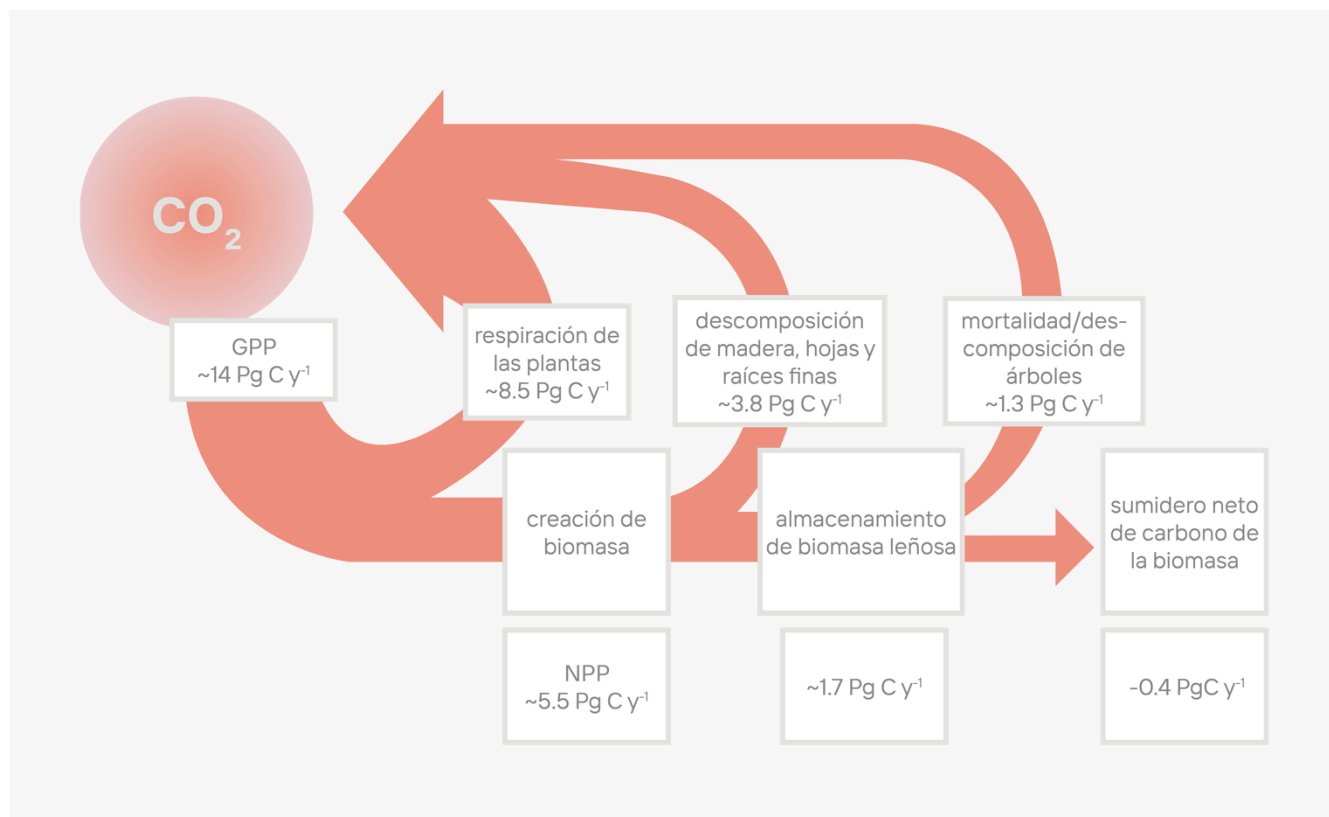 CO₂
GPP
~14 Pg C y⁻¹
respiración de
las plantas
~8.5 Pg C y⁻¹
descomposición
de madera, hojas y
raíces finas
~3.8 Pg C y⁻¹
mortalidad/des-
composición de
árboles
~1.3 Pg C y⁻¹
creación de
biomasa
almacenamiento
de biomasa leñosa
sumidero neto
de carbono de
la biomasa
NPP
~5.5 Pg C y⁻¹
~1.7 Pg C y⁻¹
-0.4 PgC y⁻¹